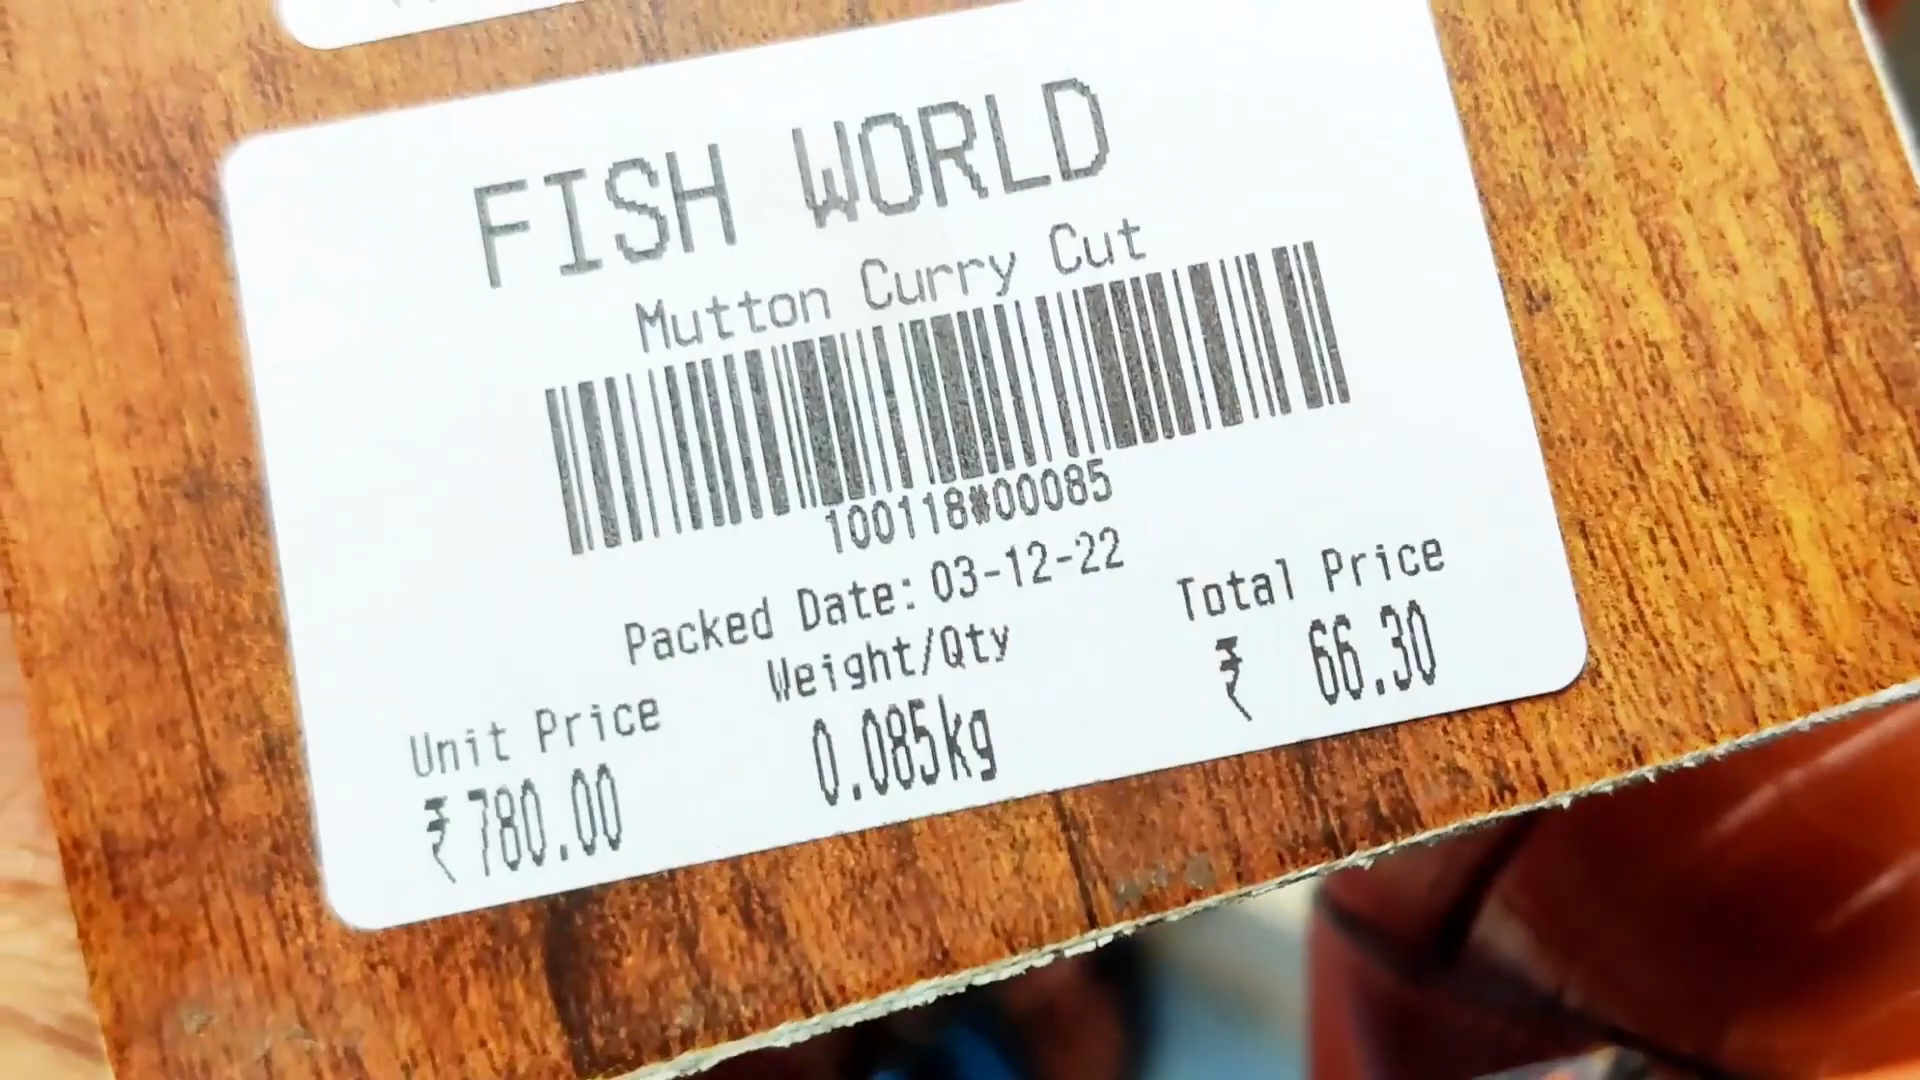 FISH WORLD
Mutton Curry Cut
100118#00085
Packed Date: 03-12-22
Unit Price Weight/Qty Total Price
₹780.00 0.085kg ₹ 66.30